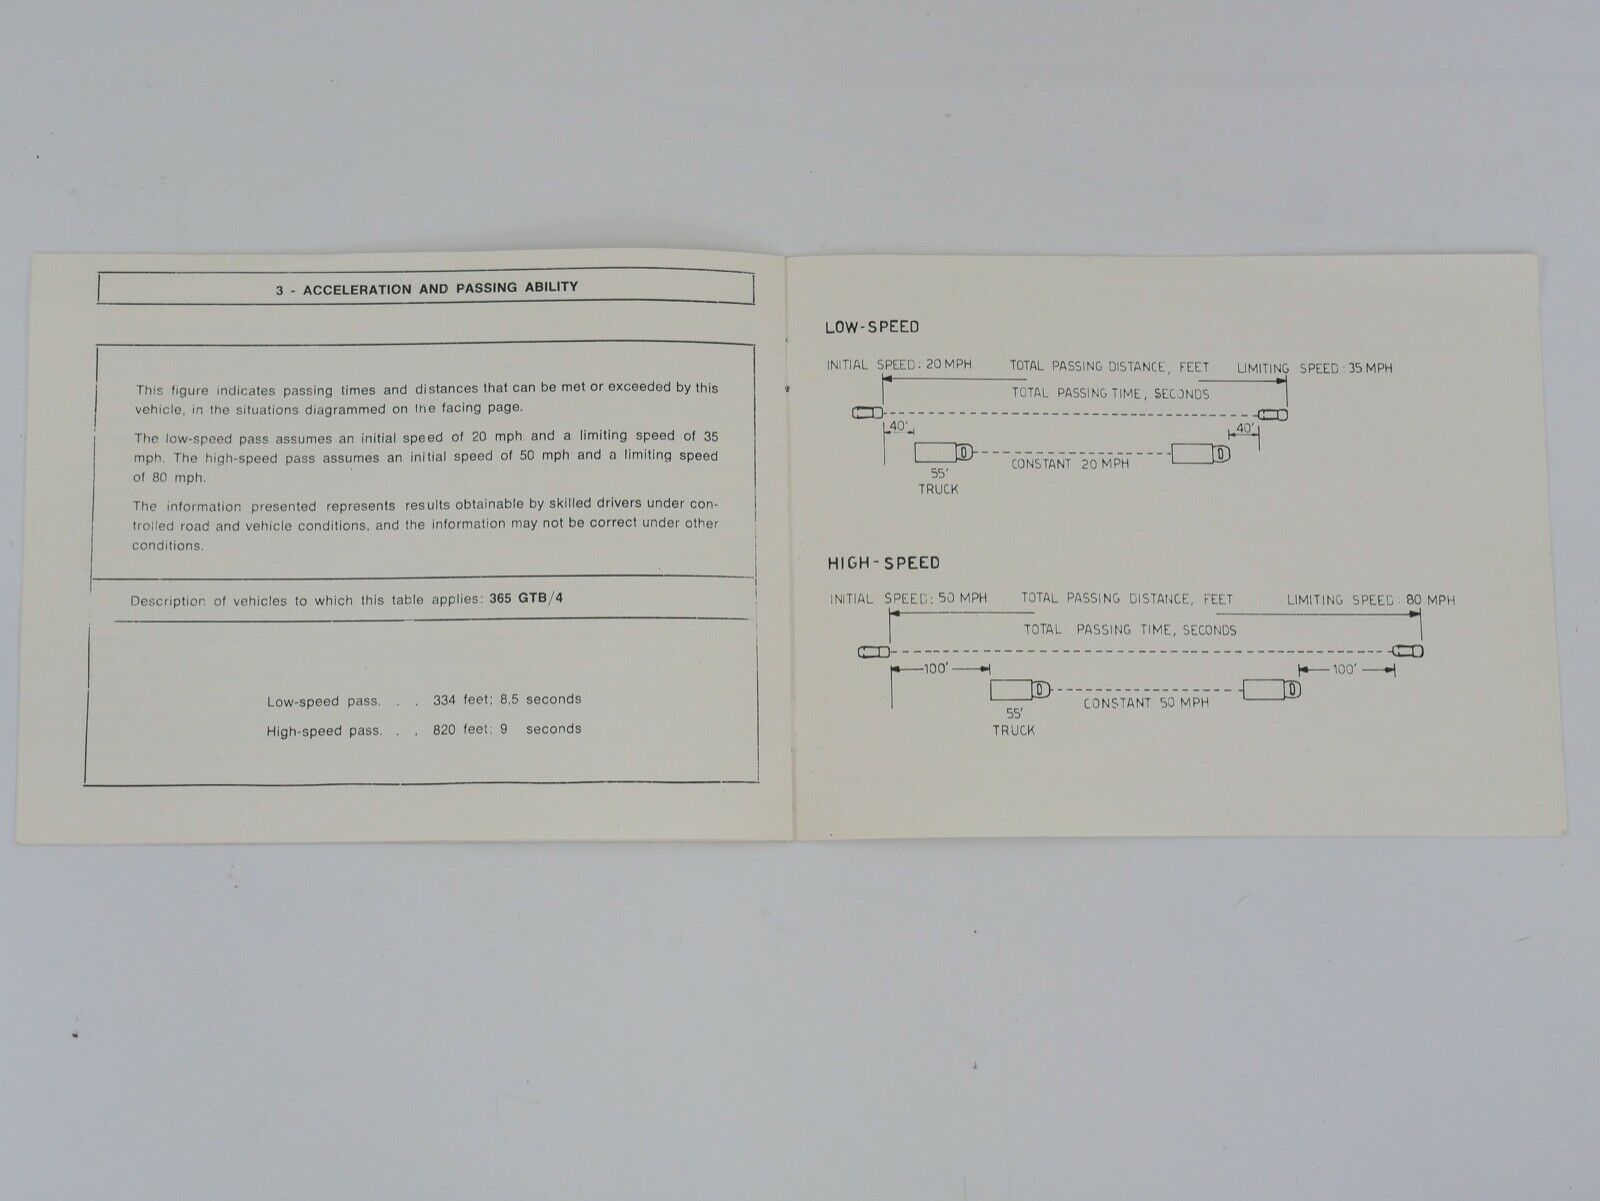 3 - ACCELERATION AND PASSING ABILITY
This figure indicates passing times and distances that can be met or exceeded by this
vehicle, in the situations diagrammed on the facing page.
The low-speed pass assumes an initial speed of 20 mph and a limiting speed of 35
mph. The high-speed pass assumes an initial speed of 50 mph and a limiting speed
of 80 mph.
The information presented represents results obtainable by skilled drivers under con-
trolled road and vehicle conditions, and the information may not be correct under other
conditions.
Description of vehicles to which this table applies: 365 GTB/4
Low-speed pass. . . 334 feet; 8,5 seconds
High-speed pass. . . 820 feet; 9 seconds
LOW-SPEED
INITIAL SPEED: 20 MPH TOTAL PASSING DISTANCE, FEET LIMITING SPEED: 35 MPH
TOTAL PASSING TIME, SECONDS
40' 40'
CONSTANT 20 MPH
55'
TRUCK
HIGH-SPEED
INITIAL SPEED: 50 MPH TOTAL PASSING DISTANCE, FEET LIMITING SPEED: 80 MPH
TOTAL PASSING TIME, SECONDS
100' 100'
CONSTANT 50 MPH
55'
TRUCK